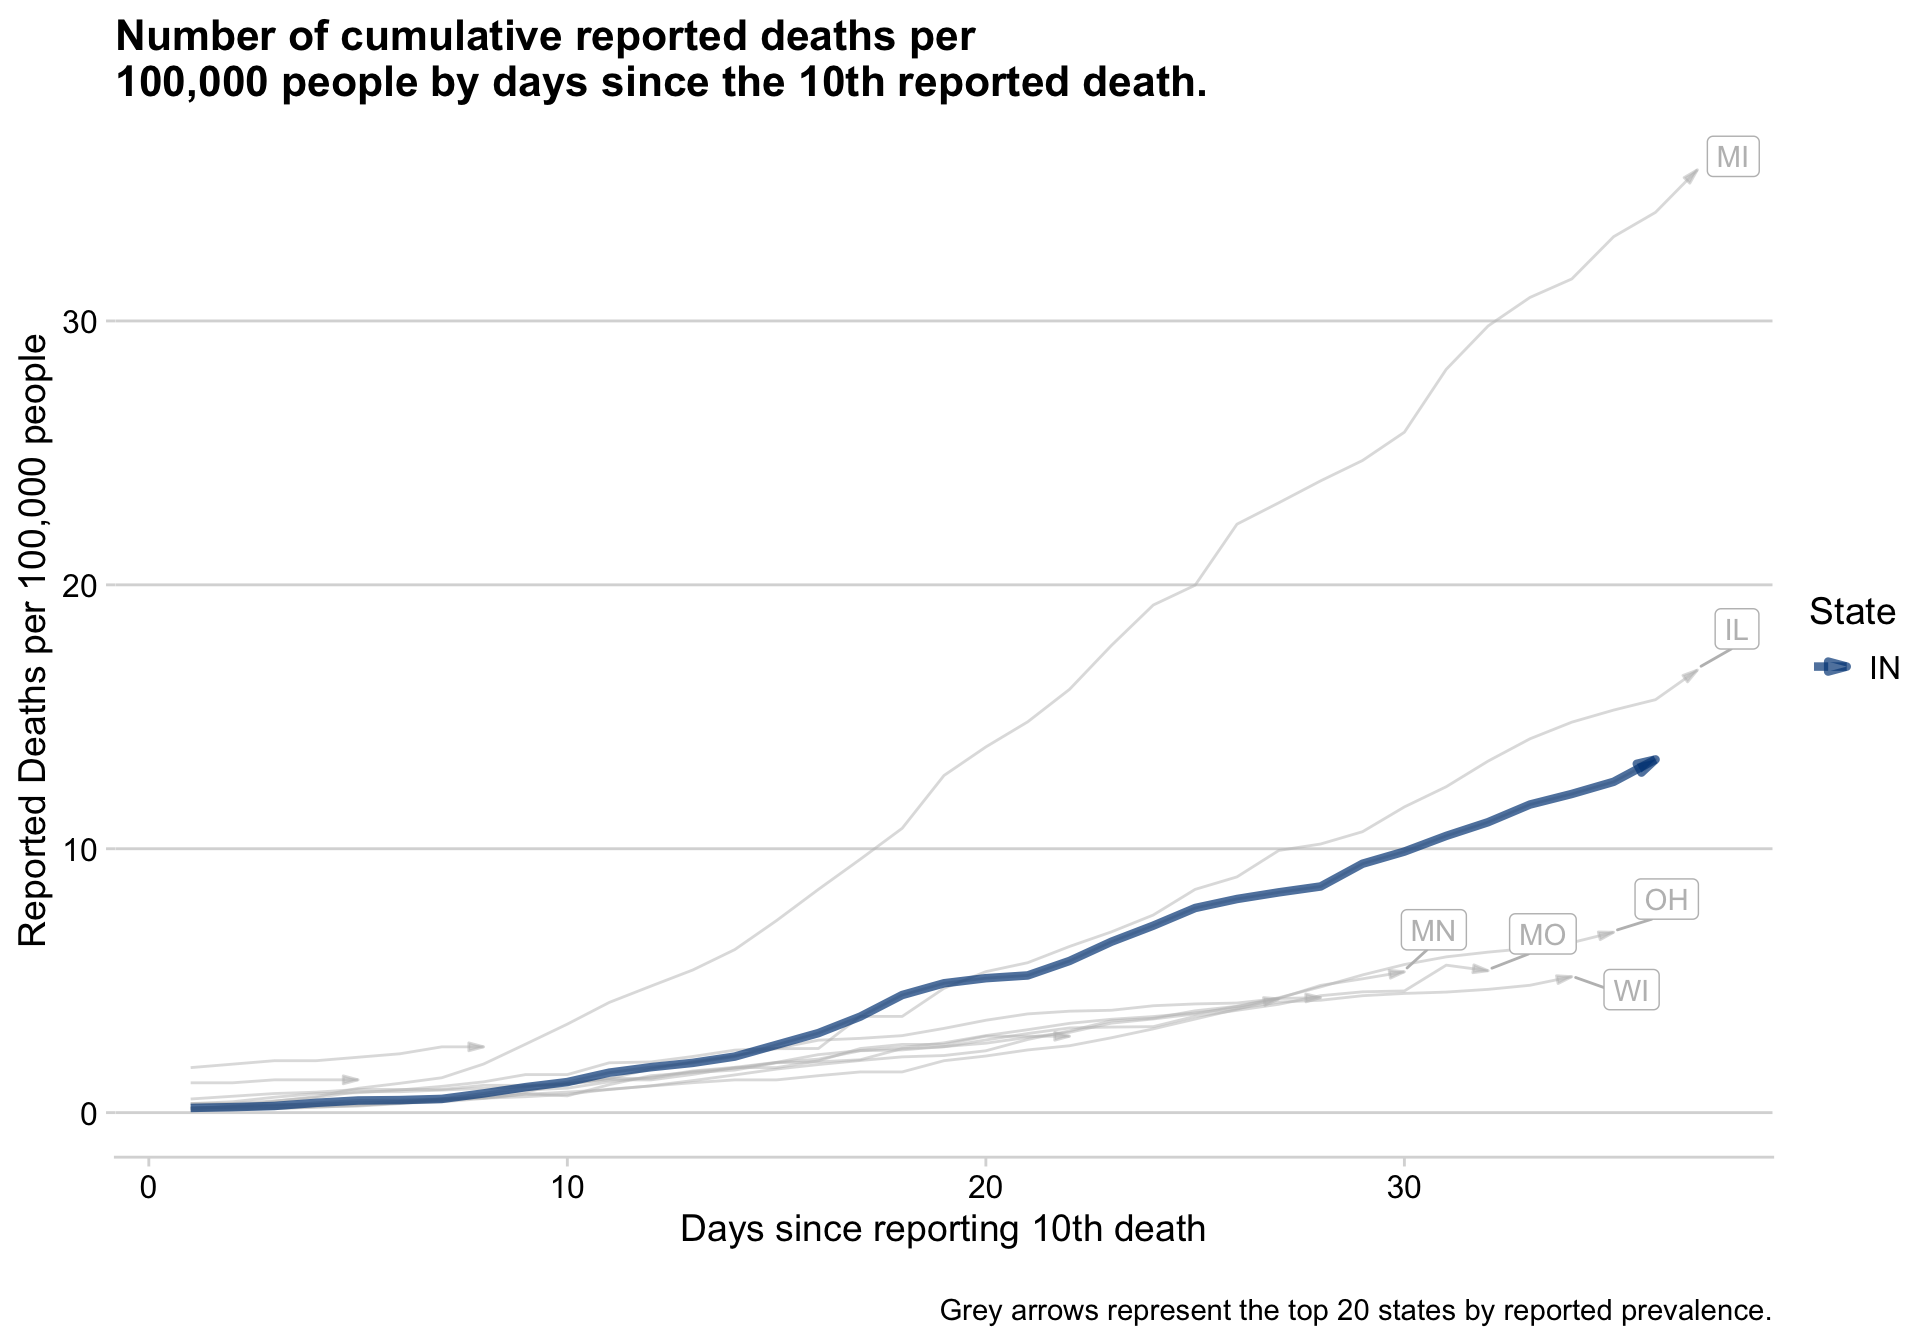 Number of cumulative reported deaths per
100,000 people by days since the 10th reported death.
Reported Deaths per 100,000 people
30
20
10
0
MI
IL
OH
MN
MO
WI
State
IN
0
10
20
30
Days since reporting 10th death
Grey arrows represent the top 20 states by reported prevalence.